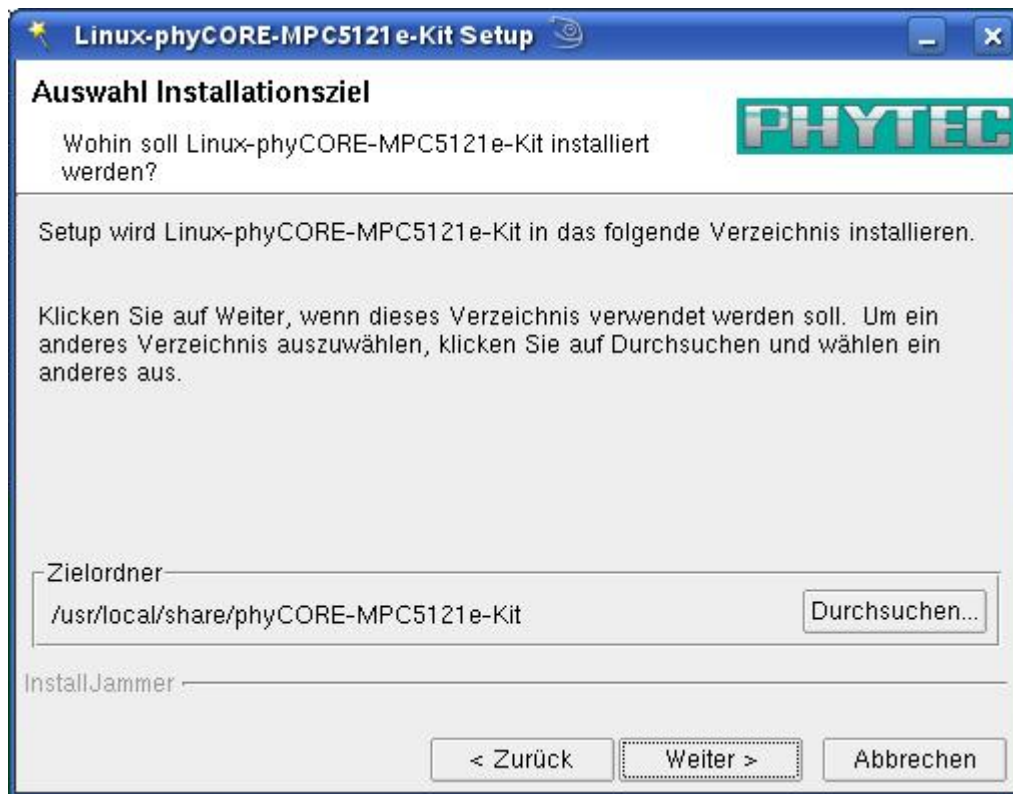 Linux-phyCORE-MPC5121e-Kit Setup
Auswahl Installationsziel
Wohin soll Linux-phyCORE-MPC5121e-Kit installiert
werden?
PHYTEC
Setup wird Linux-phyCORE-MPC5121e-Kit in das folgende Verzeichnis installieren.
Klicken Sie auf Weiter, wenn dieses Verzeichnis verwendet werden soll. Um ein
anderes Verzeichnis auszuwählen, klicken Sie auf Durchsuchen und wählen ein
anderes aus.
Zielordner
/usr/local/share/phyCORE-MPC5121e-Kit
Durchsuchen...
InstallJammer
< Zurück
Weiter >
Abbrechen